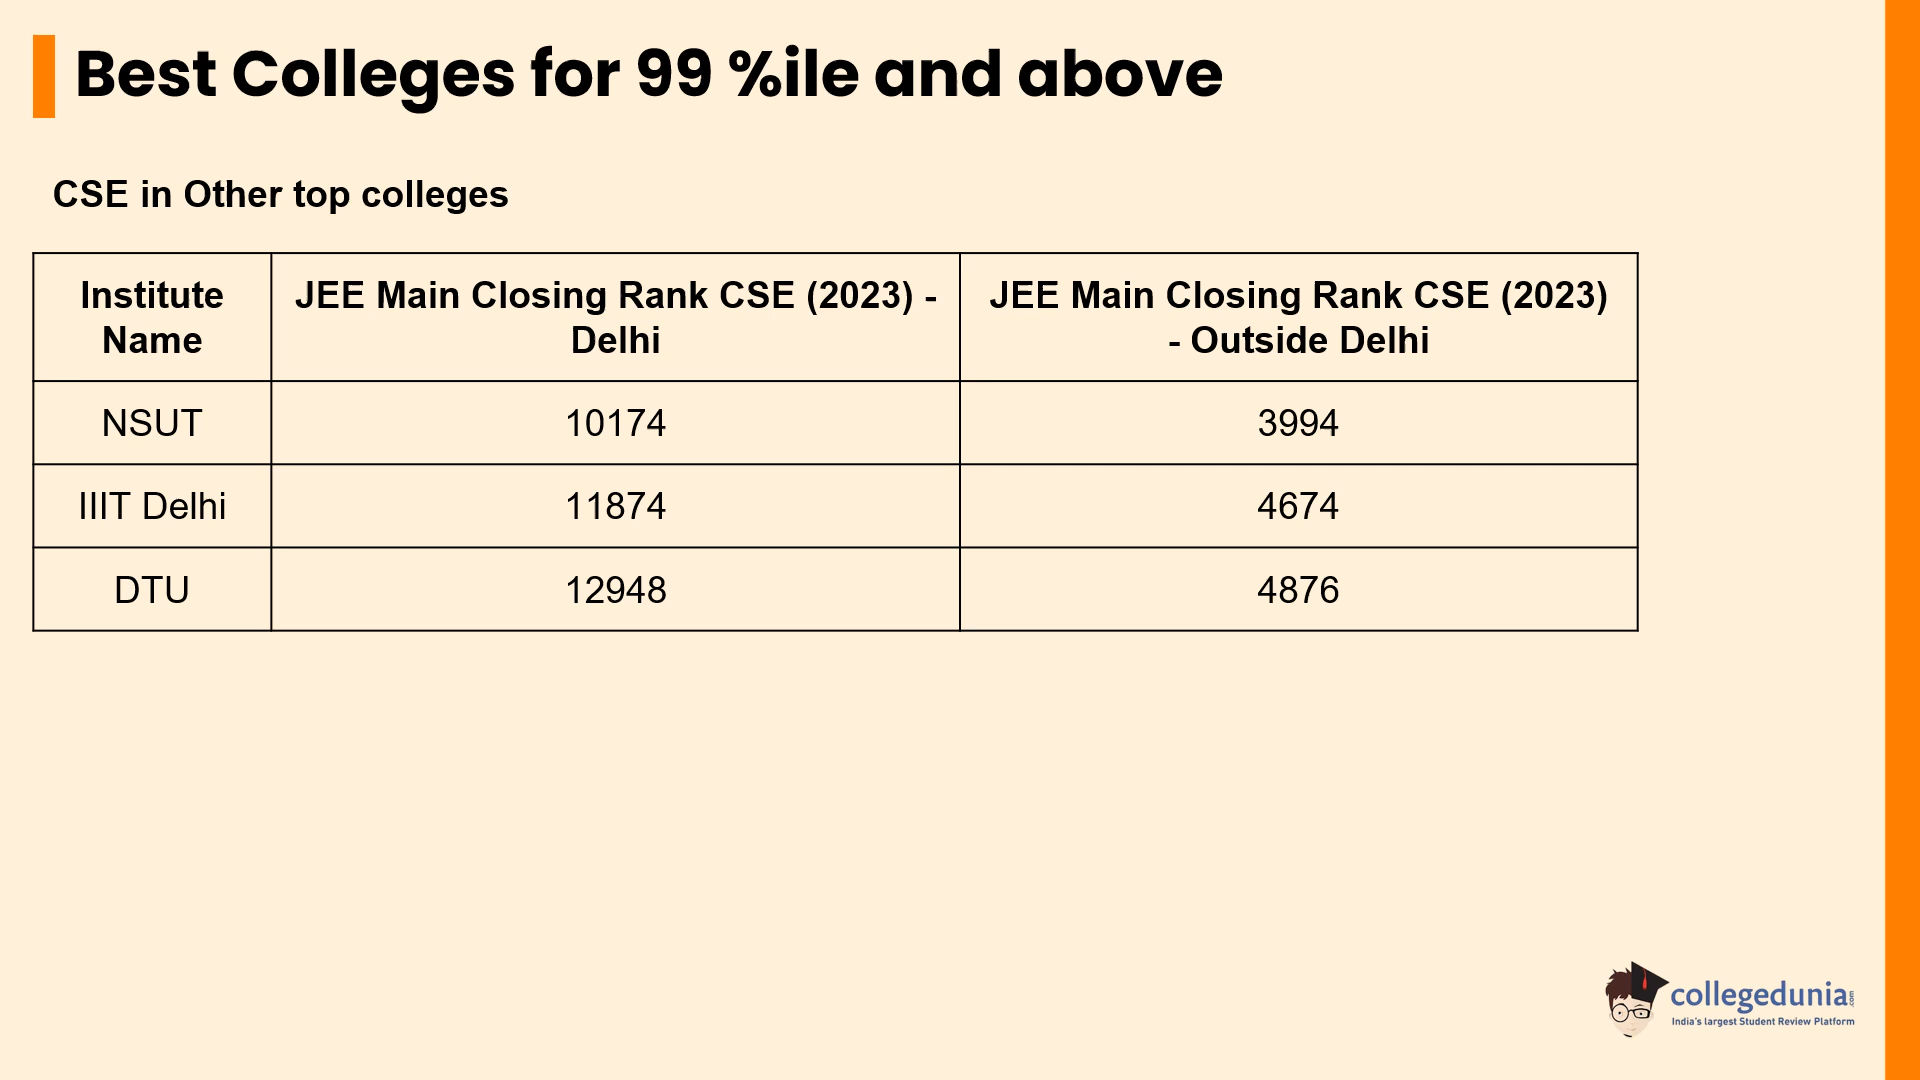 Best Colleges for 99 %ile and above
CSE in Other top colleges
Institute Name
JEE Main Closing Rank CSE (2023) - Delhi
JEE Main Closing Rank CSE (2023) - Outside Delhi
NSUT 10174 3994
IIIT Delhi 11874 4674
DTU 12948 4876
collegedunia.com
India's largest Student Review Platform